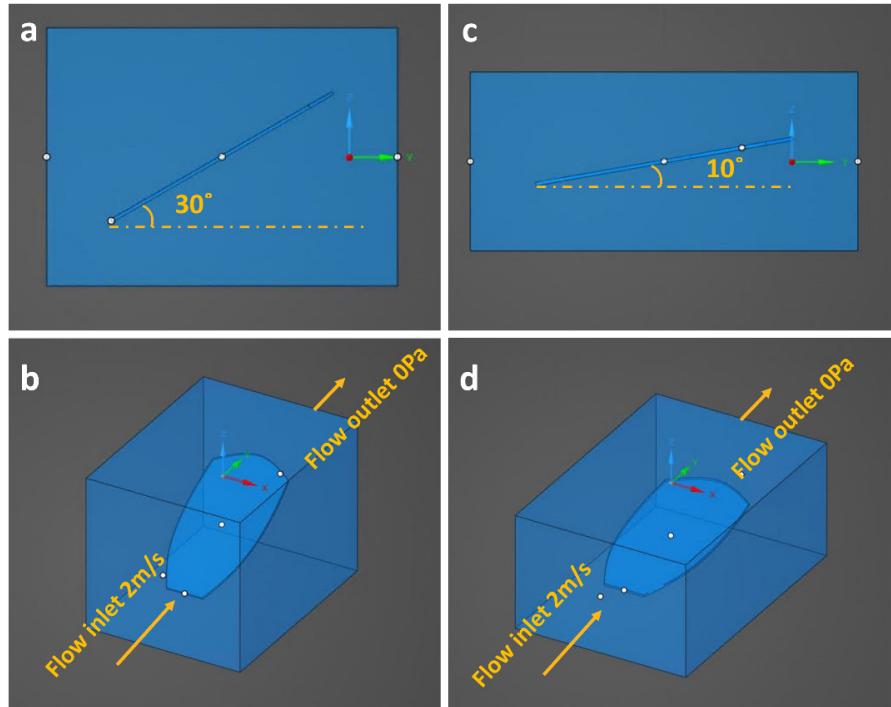 a
Z
Y
30°
c
Z
Y
10°
b
Flow outlet 0Pa
Z
Y
X
Flow inlet 2m/s
d
Flow outlet 0Pa
Z
Y
X
Flow inlet 2m/s